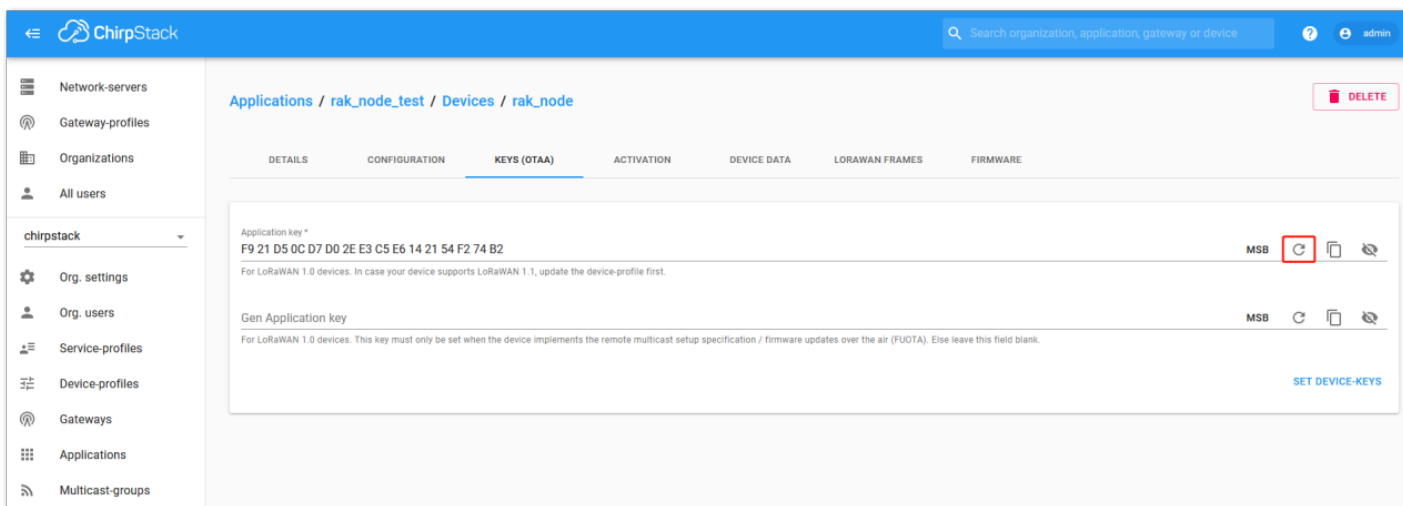 ChirpStack
Search organization, application, gateway or device
? admin
Network-servers
Gateway-profiles
Organizations
All users
chirpstack
Org. settings
Org. users
Service-profiles
Device-profiles
Gateways
Applications
Multicast-groups
Applications / rak_node_test / Devices / rak_node
DELETE
DETAILS CONFIGURATION KEYS (OTAA) ACTIVATION DEVICE DATA LORAWAN FRAMES FIRMWARE
Application key *
F9 21 D5 0C D7 D0 2E E3 C5 E6 14 21 54 F2 74 B2 MSB
For LoRaWAN 1.0 devices. In case your device supports LoRaWAN 1.1, update the device-profile first.
Gen Application key MSB
For LoRaWAN 1.0 devices. This key must only be set when the device implements the remote multicast setup specification / firmware updates over the air (FUOTA). Else leave this field blank.
SET DEVICE-KEYS